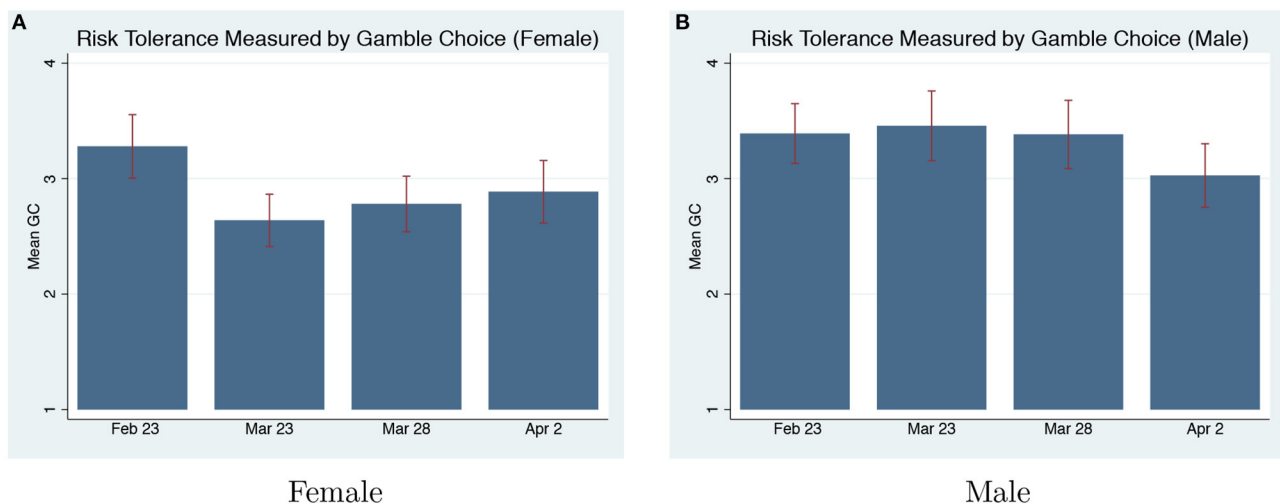 A
Risk Tolerance Measured by Gamble Choice (Female)
4
3
2
1
Mean GC
Feb 23 Mar 23 Mar 28 Apr 2
Female
B
Risk Tolerance Measured by Gamble Choice (Male)
4
3
2
1
Mean GC
Feb 23 Mar 23 Mar 28 Apr 2
Male